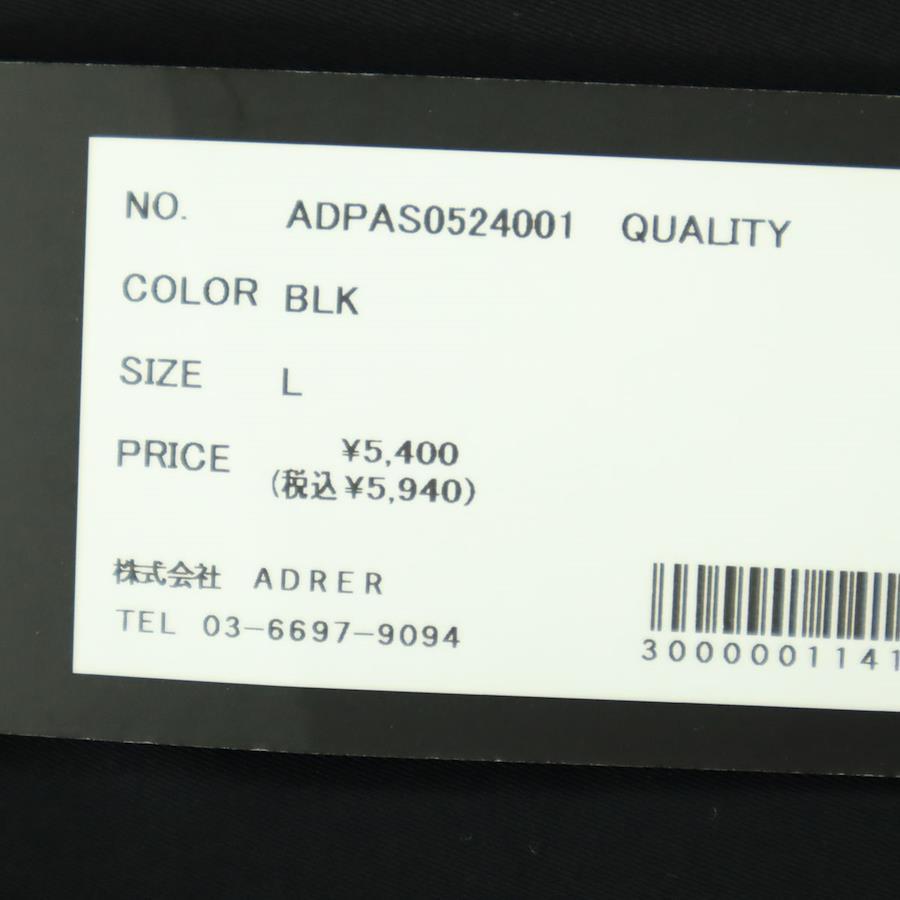 NO. ADPAS0524001 QUALITY
COLOR BLK
SIZE L
PRICE ¥5,400
(税込¥5,940)
株式会社 ADRER
TEL 03-6697-9094
3000001141